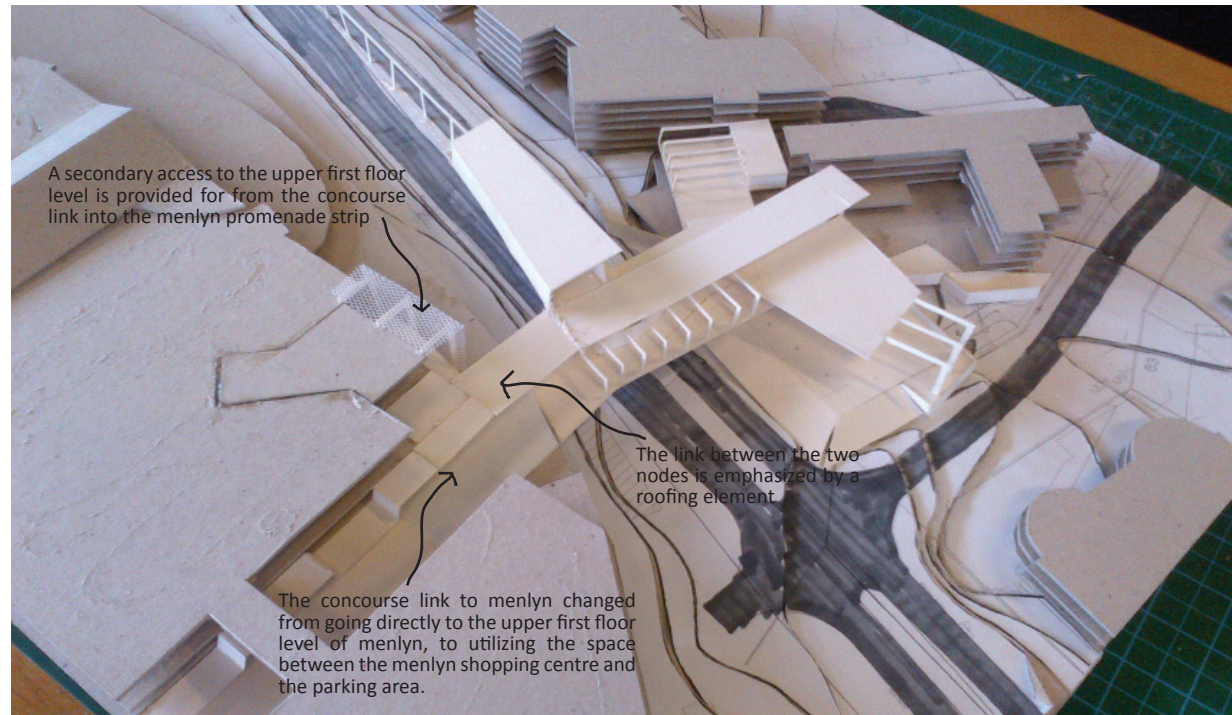 A secondary access to the upper first floor
level is provided for from the concourse
link into the menlyn promenade strip
The link between the two
nodes is emphasized by a
roofing element
The concourse link to menlyn changed
from going directly to the upper first floor
level of menlyn, to utilizing the space
between the menlyn shopping centre and
the parking area.